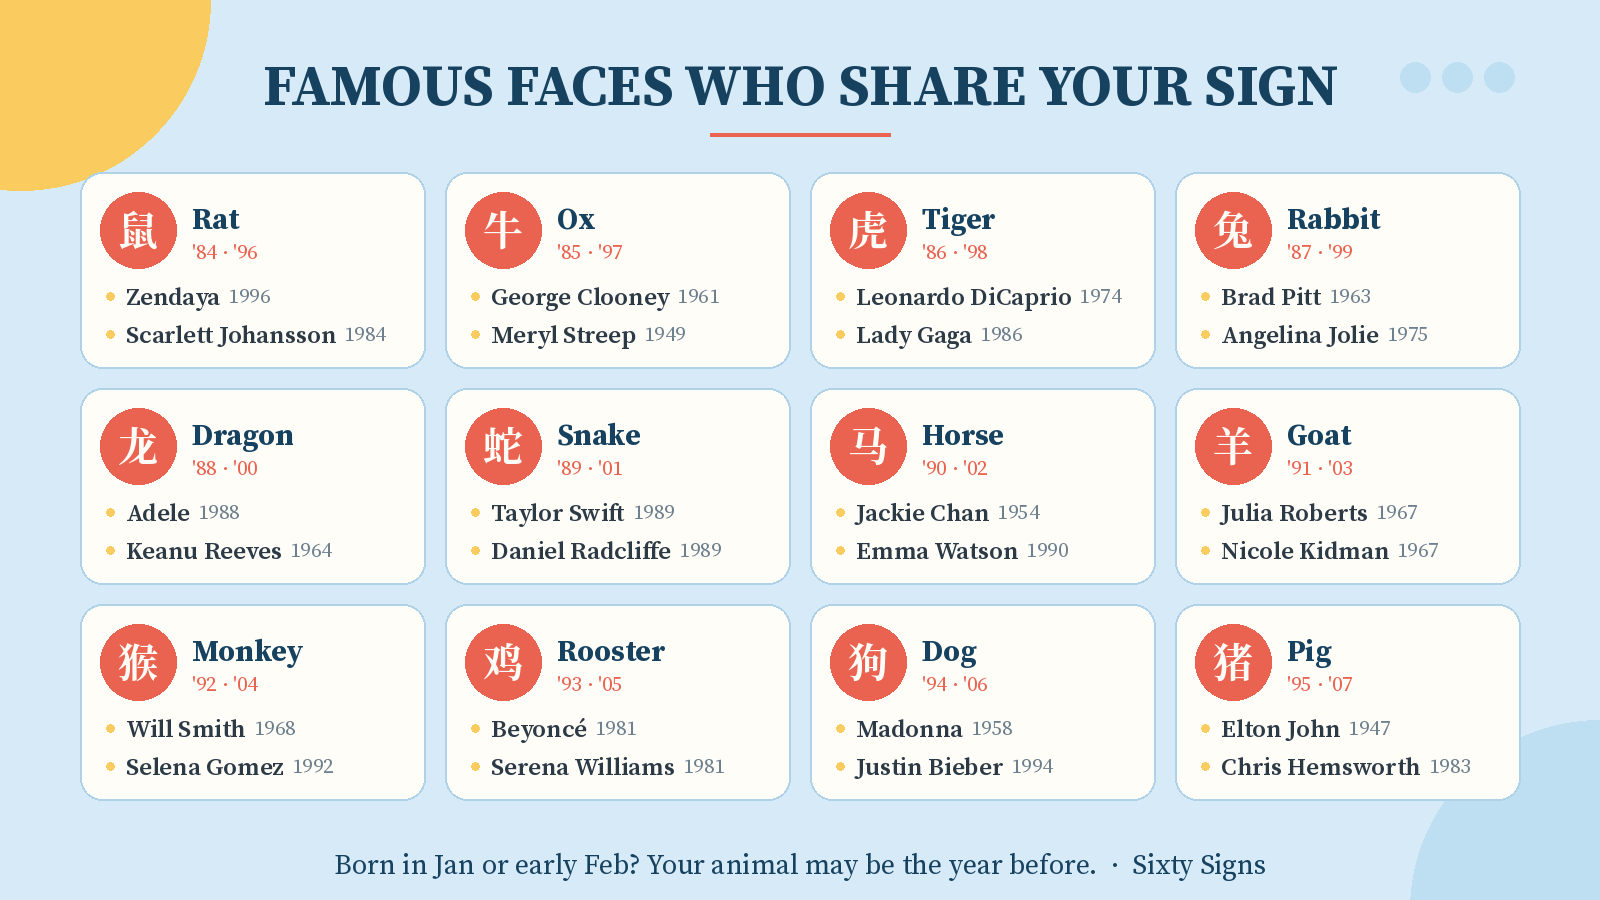 FAMOUS FACES WHO SHARE YOUR SIGN
鼠
Rat
'84 · '96
Zendaya 1996
Scarlett Johansson 1984
牛
Ox
'85 · '97
George Clooney 1961
Meryl Streep 1949
虎
Tiger
'86 · '98
Leonardo DiCaprio 1974
Lady Gaga 1986
兔
Rabbit
'87 · '99
Brad Pitt 1963
Angelina Jolie 1975
龙
Dragon
'88 · '00
Adele 1988
Keanu Reeves 1964
蛇
Snake
'89 · '01
Taylor Swift 1989
Daniel Radcliffe 1989
马
Horse
'90 · '02
Jackie Chan 1954
Emma Watson 1990
羊
Goat
'91 · '03
Julia Roberts 1967
Nicole Kidman 1967
猴
Monkey
'92 · '04
Will Smith 1968
Selena Gomez 1992
鸡
Rooster
'93 · '05
Beyoncé 1981
Serena Williams 1981
狗
Dog
'94 · '06
Madonna 1958
Justin Bieber 1994
猪
Pig
'95 · '07
Elton John 1947
Chris Hemsworth 1983
Born in Jan or early Feb? Your animal may be the year before. · Sixty Signs